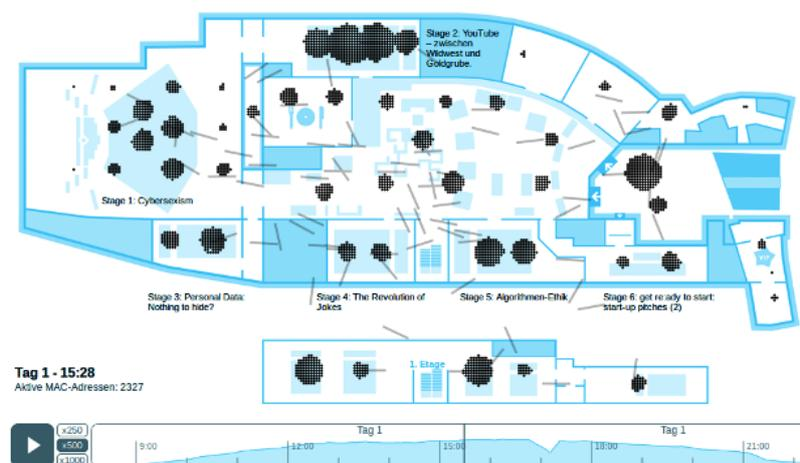 Stage 2: YouTube
– zwischen
Wildwest und
Goldgrube.
Stage 1: Cybersexism
VIP
Stage 3: Personal Data:
Nothing to hide?
Stage 4: The Revolution of
Jokes
Stage 5: Algorithmen-Ethik
Stage 6: get ready to start:
start-up pitches (2)
1. Etage
Tag 1 - 15:28
Aktive MAC-Adressen: 2327
x250
x500
x1000
Tag 1
Tag 1
9:00
12:00
15:00
18:00
21:00